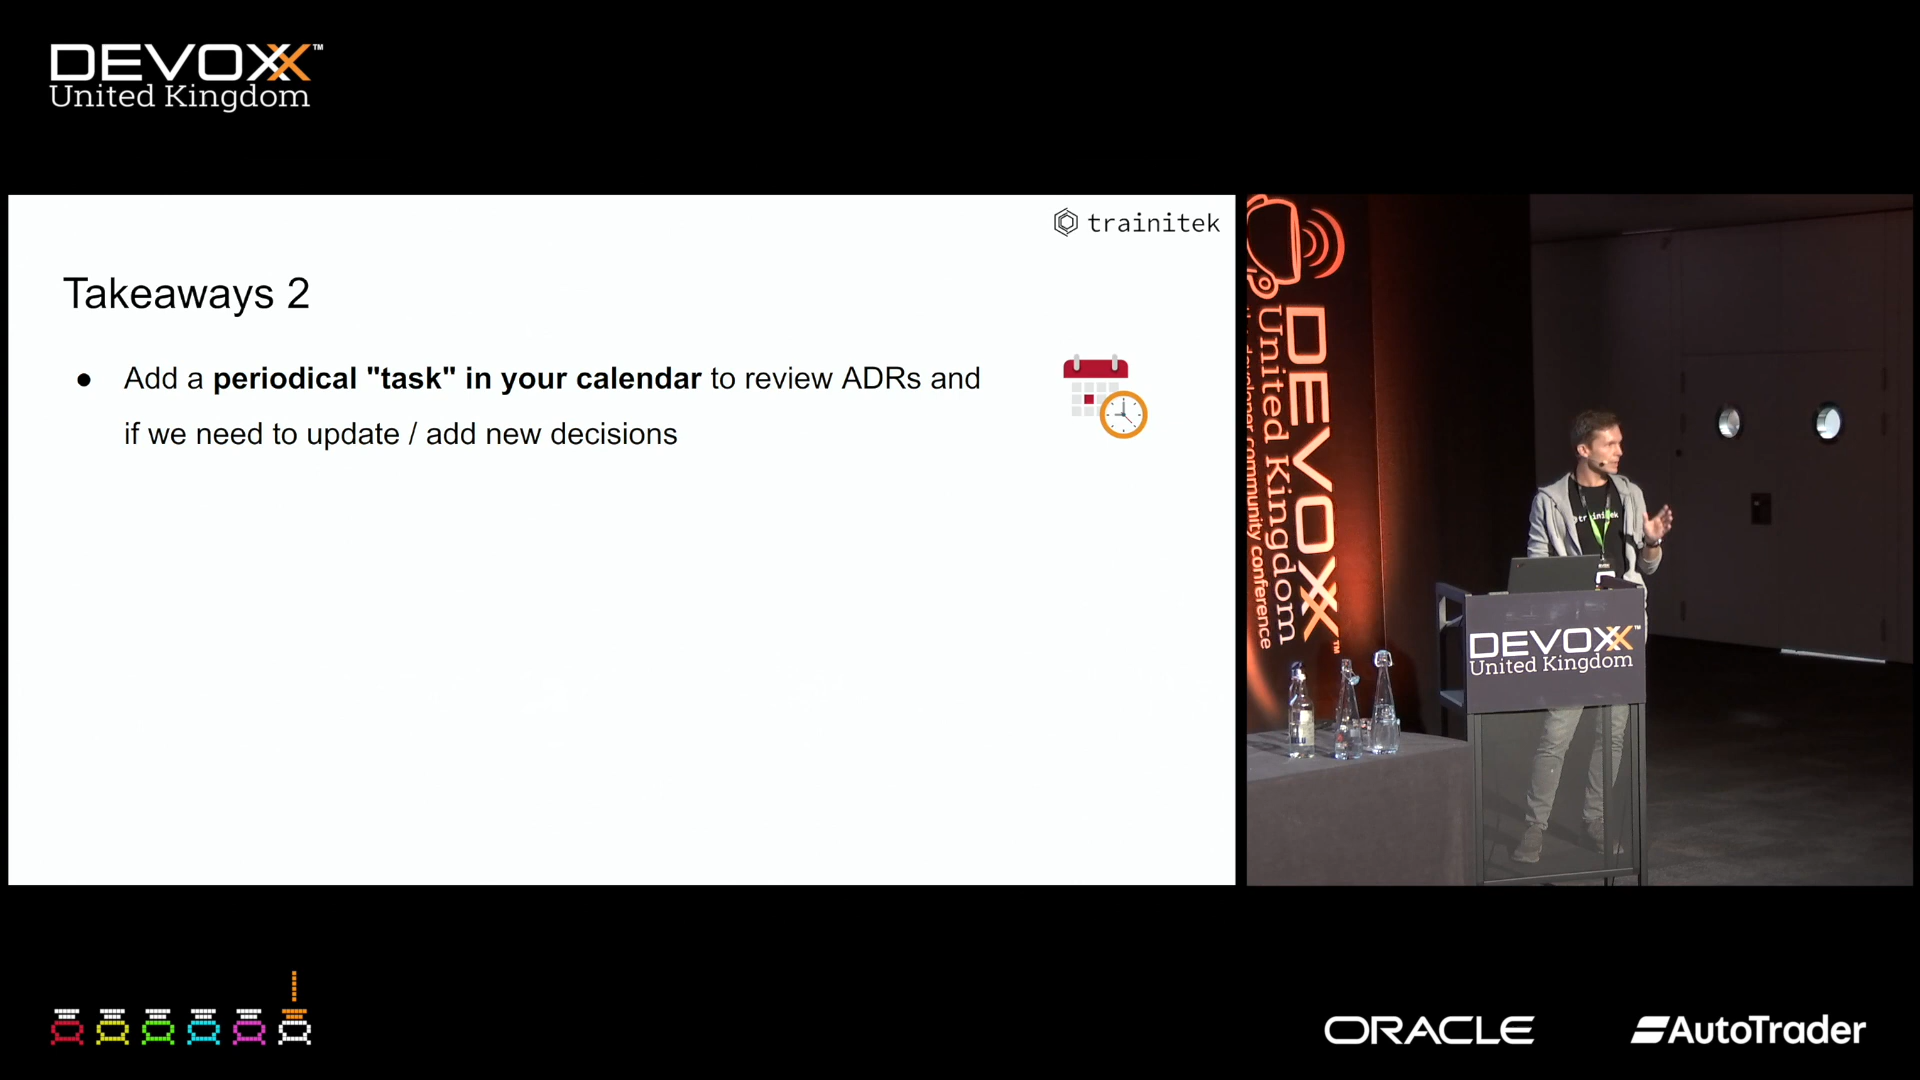 DEVOXX™
United Kingdom
trainitek
Takeaways 2
● Add a periodical "task" in your calendar to review ADRs and
if we need to update / add new decisions
DEVOXX™
United Kingdom
developer community conference
trainitek
DEVOXX™
United Kingdom
ORACLE
AutoTrader